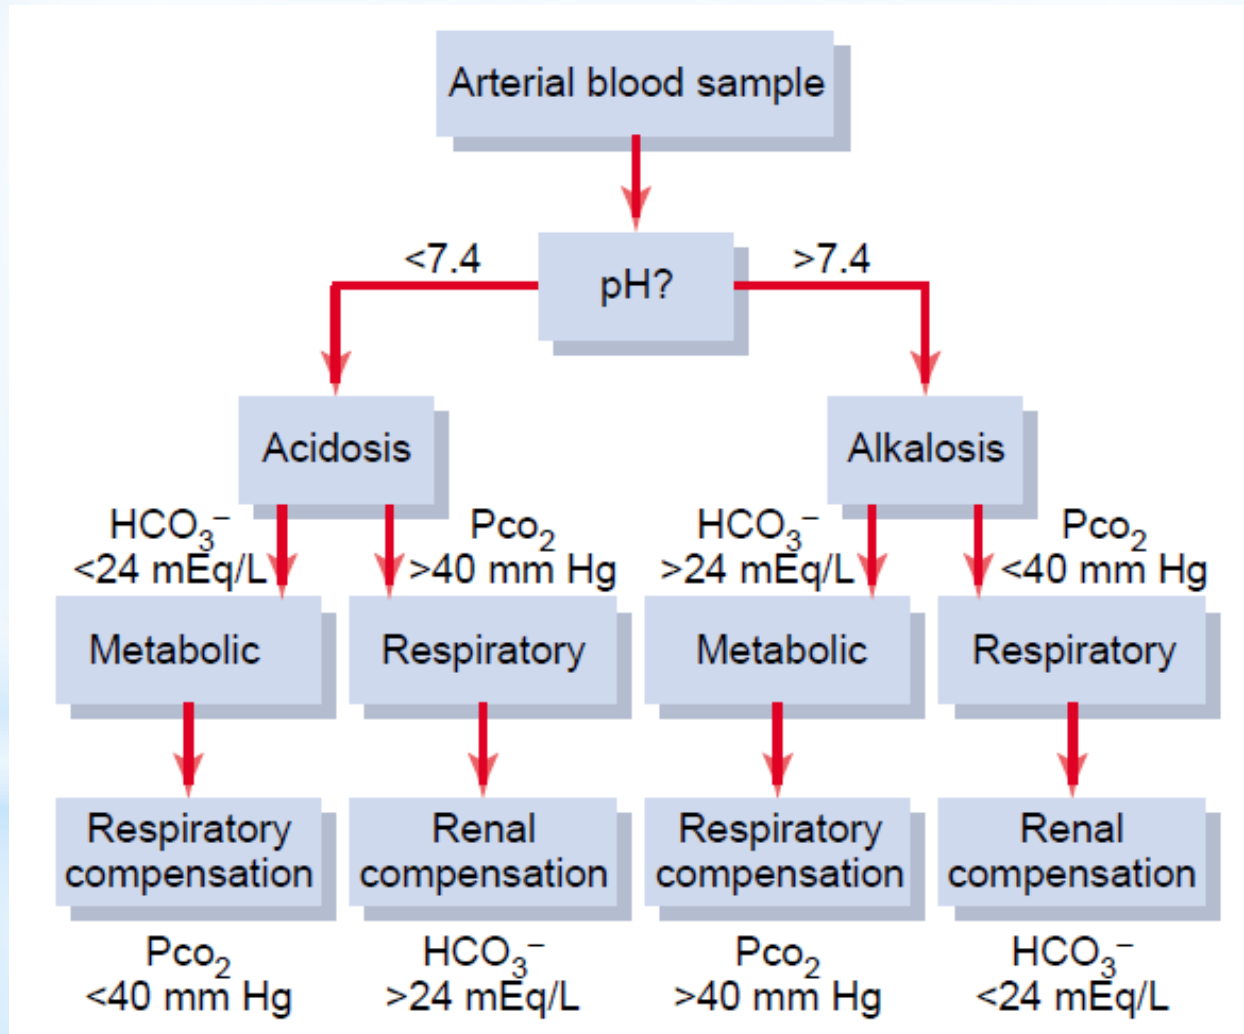 Arterial blood sample
<7.4
pH?
>7.4
Acidosis
Alkalosis
HCO₃⁻
<24 mEq/L
Pco₂
>40 mm Hg
HCO₃⁻
>24 mEq/L
Pco₂
<40 mm Hg
Metabolic
Respiratory
Metabolic
Respiratory
Respiratory
compensation
Renal
compensation
Respiratory
compensation
Renal
compensation
Pco₂
<40 mm Hg
HCO₃⁻
>24 mEq/L
Pco₂
>40 mm Hg
HCO₃⁻
<24 mEq/L